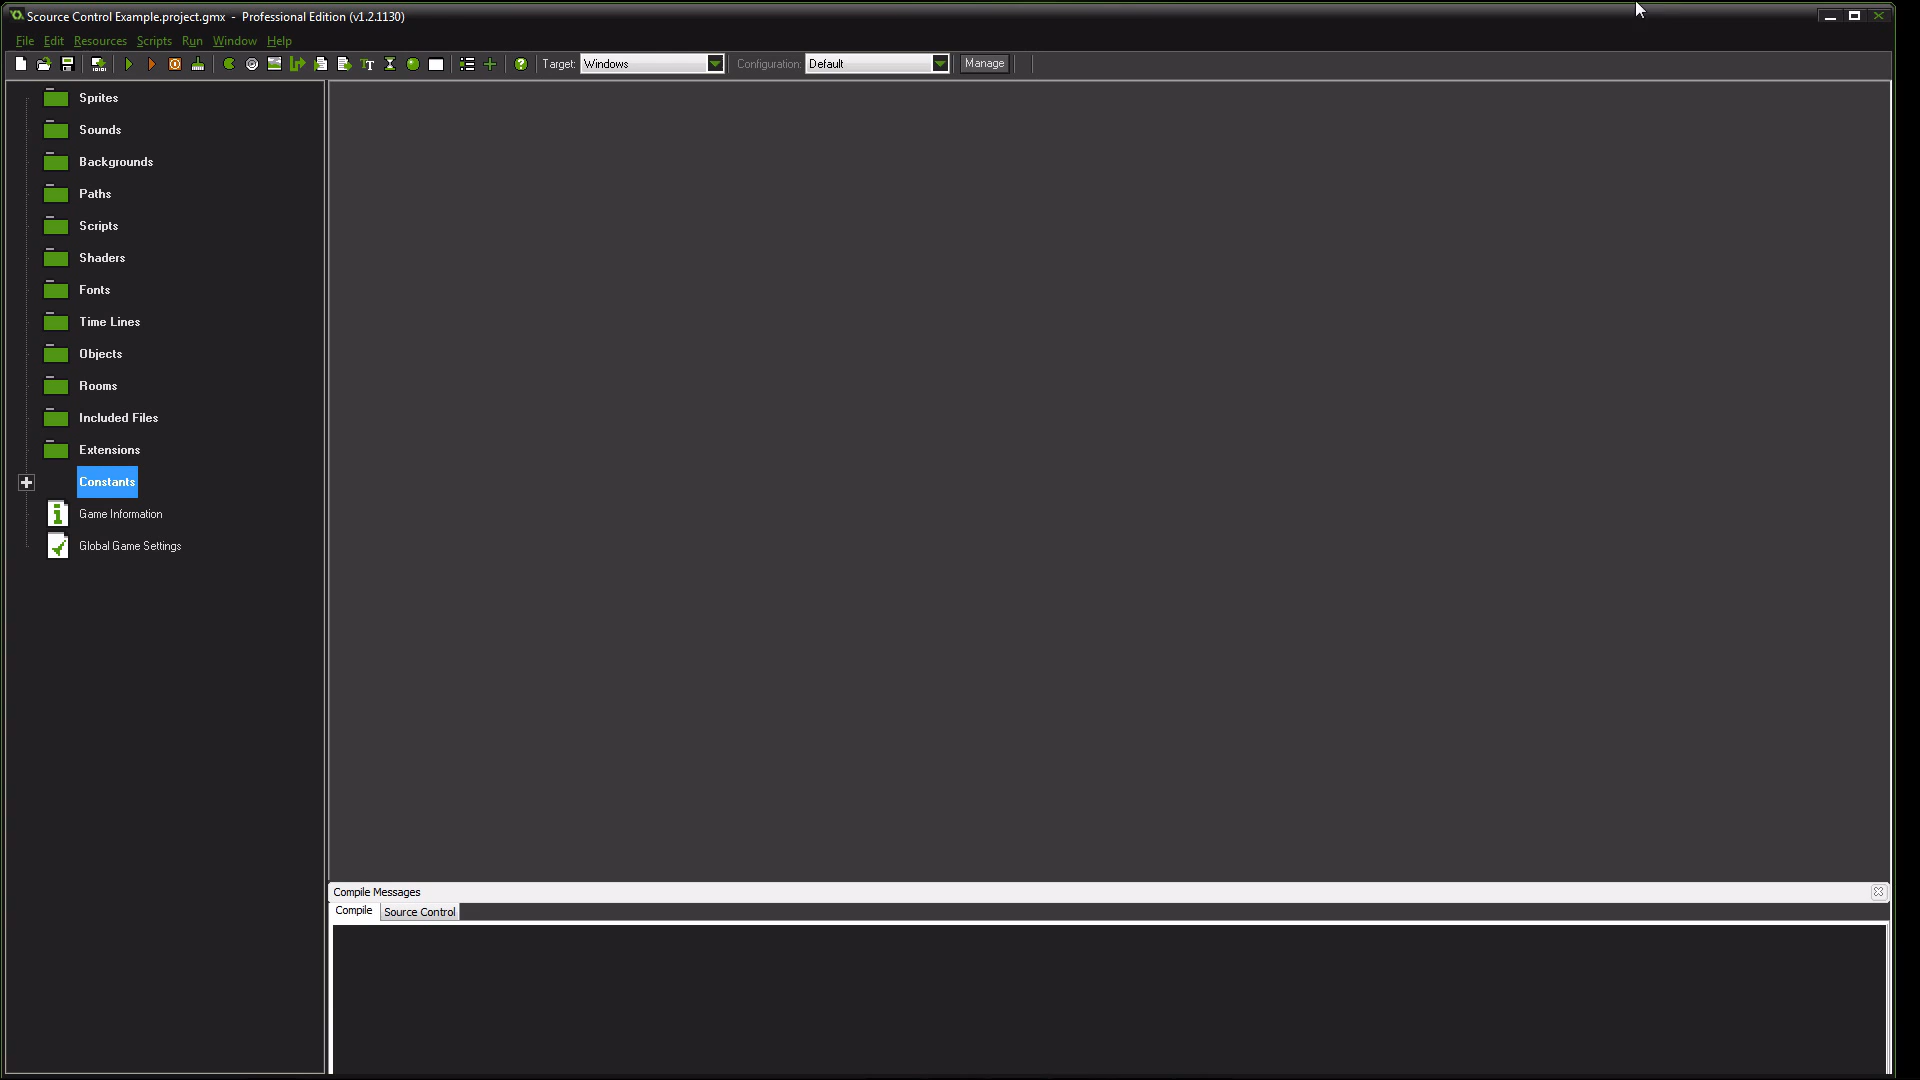 Scource Control Example.project.gmx - Professional Edition (v1.2.1130)
File Edit Resources Scripts Run Window Help
Target: Windows Configuration: Default Manage
Sprites
Sounds
Backgrounds
Paths
Scripts
Shaders
Fonts
Time Lines
Objects
Rooms
Included Files
Extensions
Constants
Game Information
Global Game Settings
Compile Messages
Compile Source Control